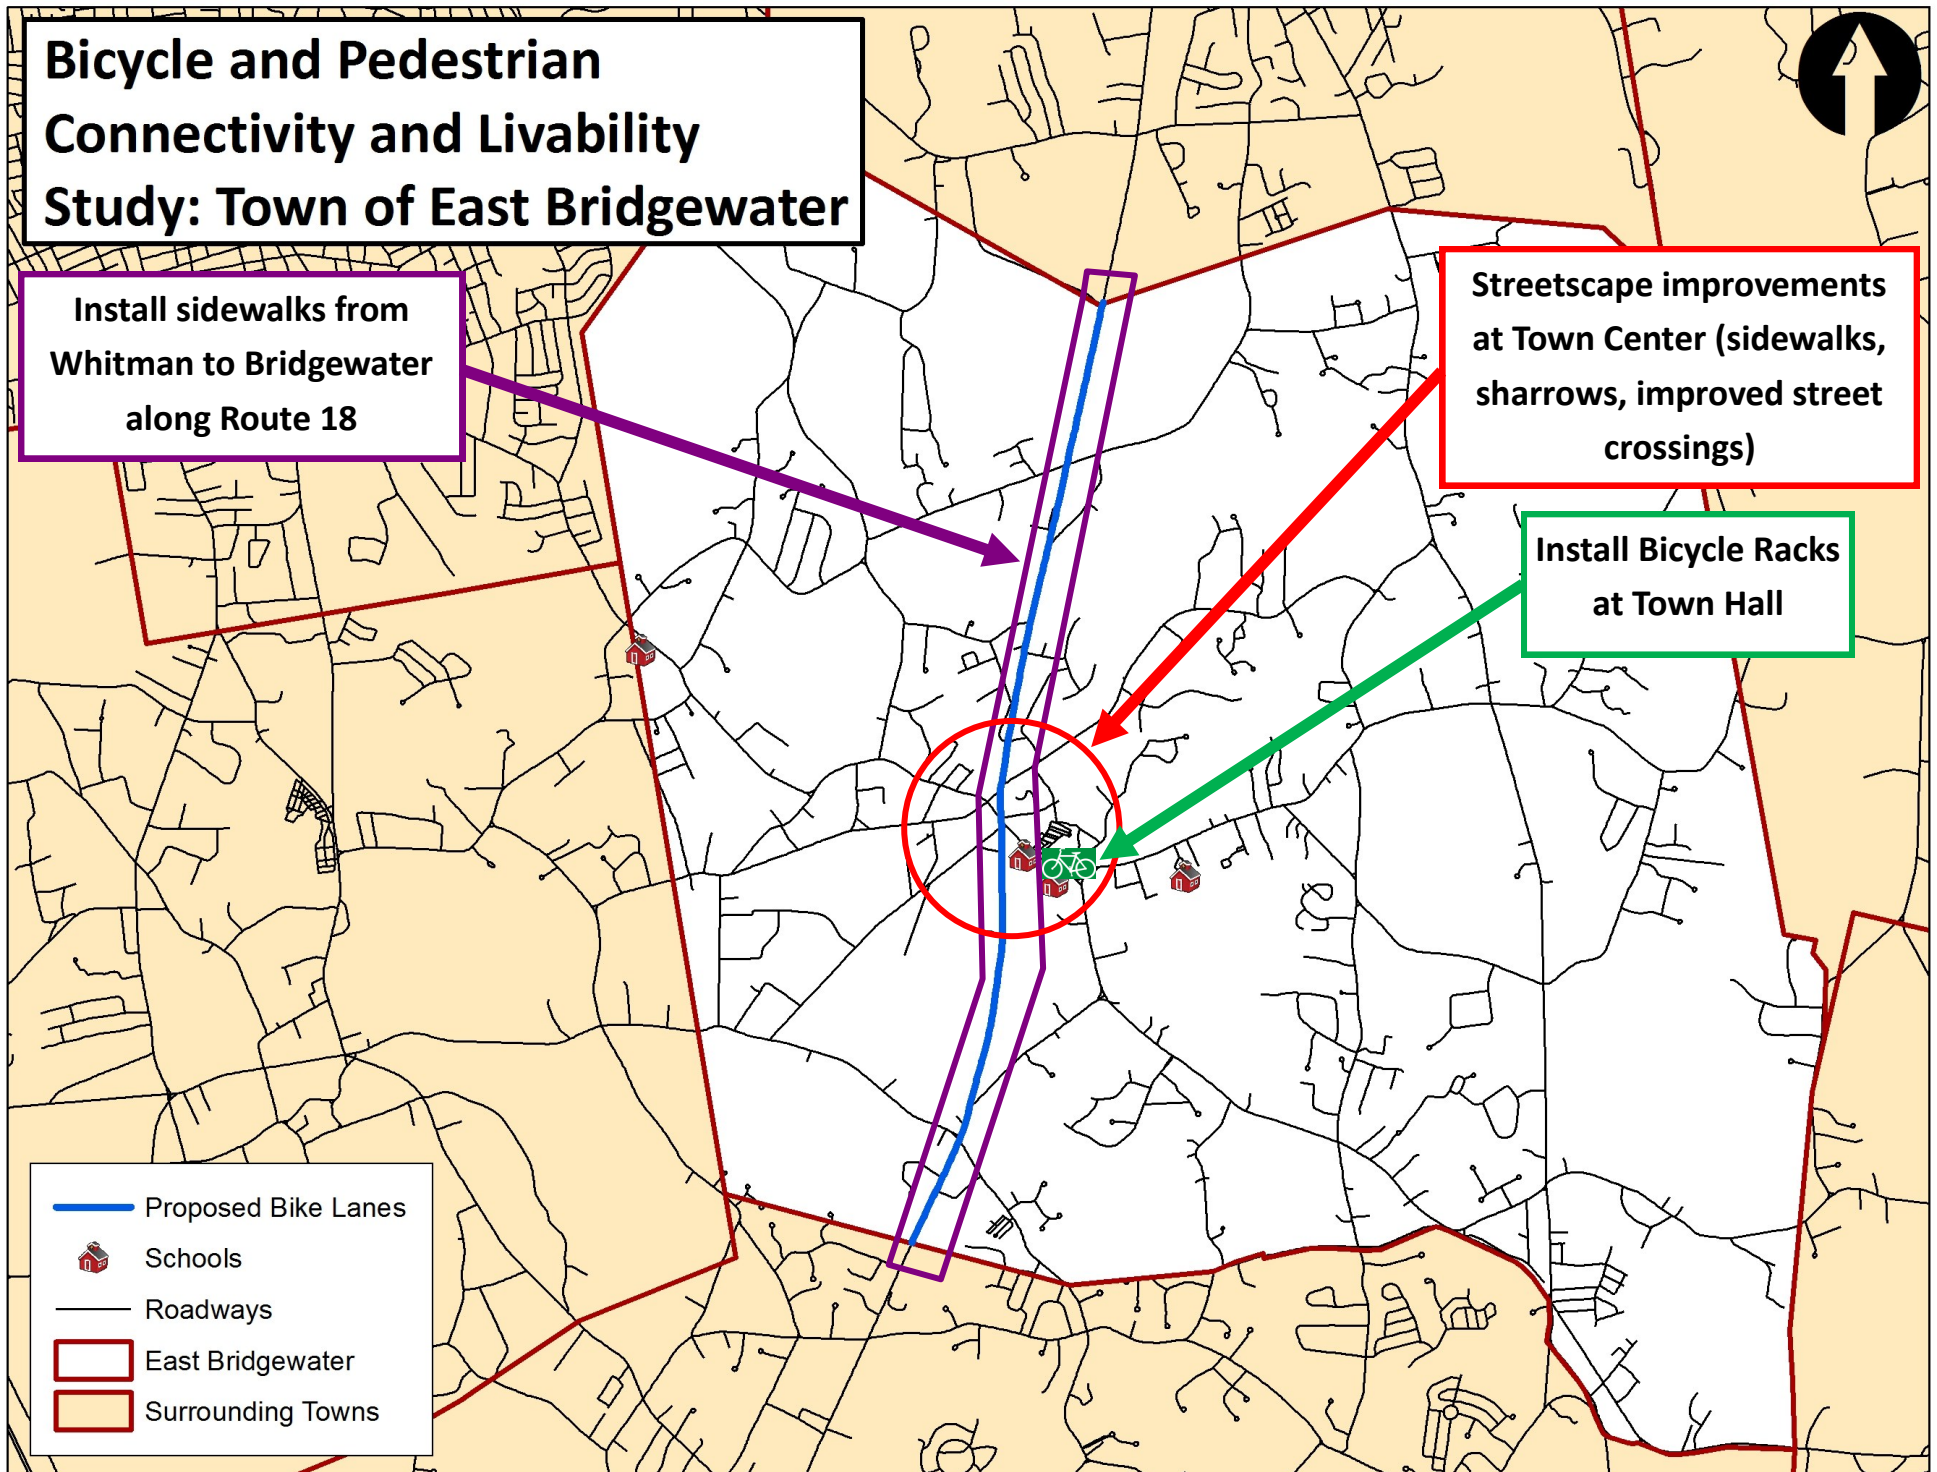 Bicycle and Pedestrian
Connectivity and Livability
Study: Town of East Bridgewater
Install sidewalks from
Whitman to Bridgewater
along Route 18
Streetscape improvements
at Town Center (sidewalks,
sharrows, improved street
crossings)
Install Bicycle Racks
at Town Hall
Proposed Bike Lanes
Schools
Roadways
East Bridgewater
Surrounding Towns